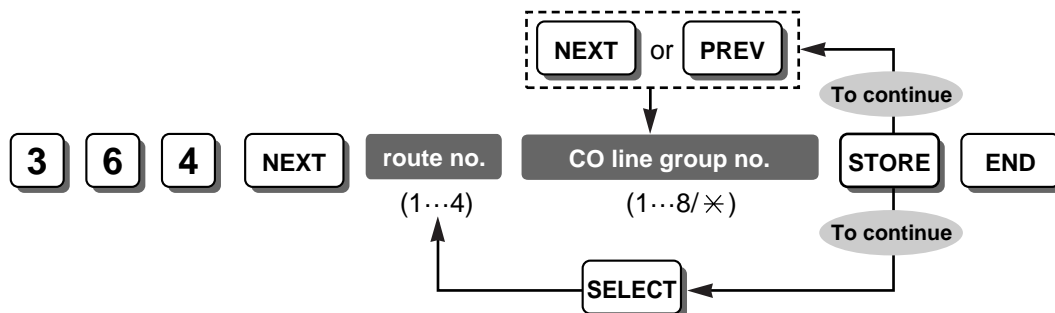 NEXT or PREV
To continue
3 6 4 NEXT route no. CO line group no. STORE END
(1···4) (1···8/✳)
To continue
SELECT